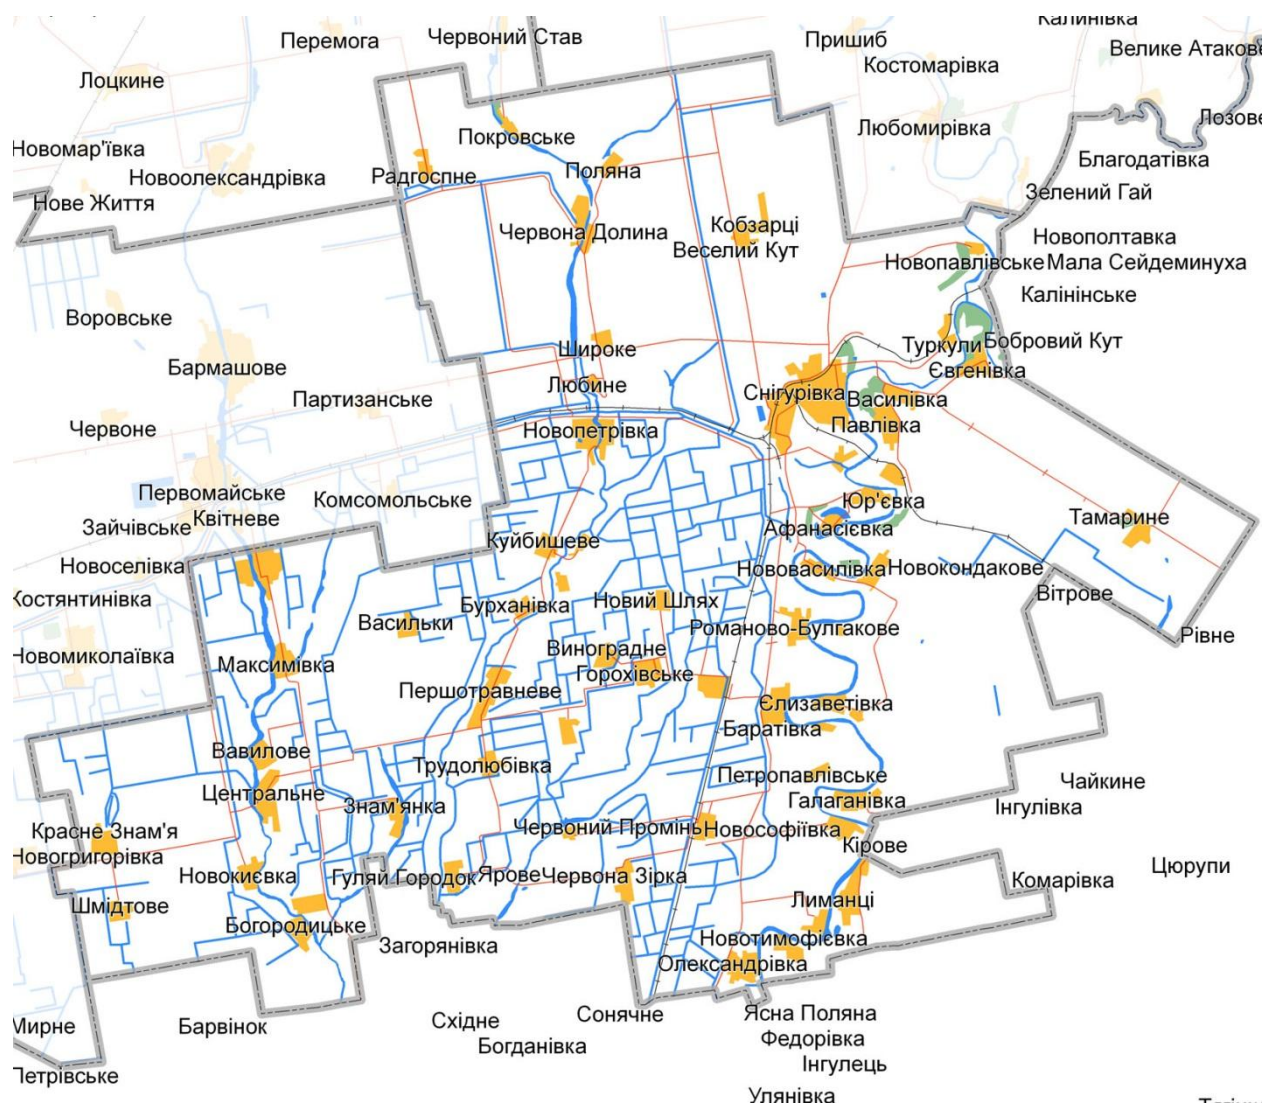 Калинівка
Перемога
Червоний Став
Пришиб
Велике Атакове
Костомарівка
Лоцкине
Лозове
Любомирівка
Покровське
Новомар'ївка
Благодатівка
Новоолександрівка
Радгоспне
Поляна
Зелений Гай
Нове Життя
Кобзарці
Червона Долина
Новополтавка
Веселий Кут
Новопавлівське
Мала Сейдеминуха
Калінінське
Воровське
Туркули
Бобровий Кут
Широке
Бармашове
Євгенівка
Любине
Снігурівка
Василівка
Партизанське
Червоне
Новопетрівка
Павлівка
Первомайське
Комсомольське
Юр'євка
Квітневе
Зайчівське
Тамарине
Афанасієвка
Куйбишеве
Новоселівка
Нововасилівка
Новокондакове
Вітрове
Костянтинівка
Бурханівка
Новий Шлях
Васильки
Романово-Булгакове
Рівне
Новомиколаївка
Виноградне
Максимівка
Горохівське
Першотравневе
Єлизаветівка
Баратівка
Вавилове
Трудолюбівка
Петропавлівське
Чайкине
Центральне
Знам'янка
Галаганівка
Інгулівка
Красне Знам'я
Червоний Промінь
Новософіївка
Кірове
Новогригорівка
Цюрупи
Новокиєвка
Гуляй Городок
Ярове
Червона Зірка
Комарівка
Шмідтове
Лиманці
Богородицьке
Загорянівка
Новотимофієвка
Олександрівка
Мирне
Барвінок
Східне
Сонячне
Ясна Поляна
Богданівка
Федорівка
Інгулець
Петрівське
Улянівка